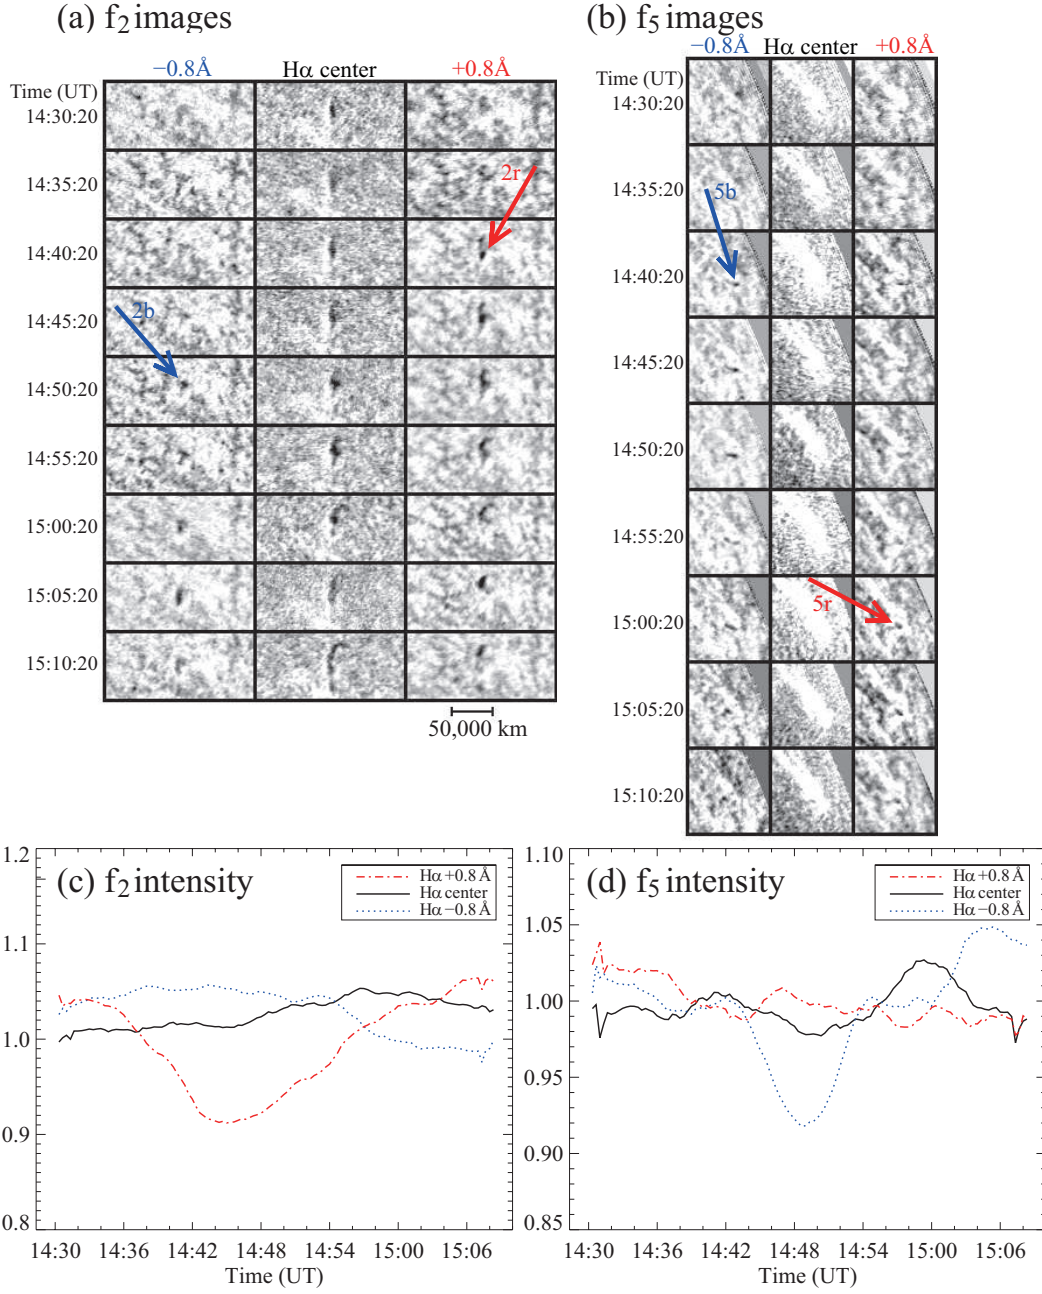 (a) f2 images
−0.8Å Hα center +0.8Å
Time (UT)
14:30:20
14:35:20
2r
14:40:20
14:45:20
2b
14:50:20
14:55:20
15:00:20
15:05:20
15:10:20
50,000 km
(b) f5 images
−0.8Å Hα center +0.8Å
Time (UT)
14:30:20
14:35:20
5b
14:40:20
14:45:20
14:50:20
14:55:20
5r
15:00:20
15:05:20
15:10:20
(c) f2 intensity
Hα +0.8 Å
Hα center
Hα −0.8 Å
1.2
1.1
1.0
0.9
0.8
14:30 14:36 14:42 14:48 14:54 15:00 15:06
Time (UT)
(d) f5 intensity
Hα +0.8 Å
Hα center
Hα −0.8 Å
1.10
1.05
1.00
0.95
0.90
0.85
14:30 14:36 14:42 14:48 14:54 15:00 15:06
Time (UT)